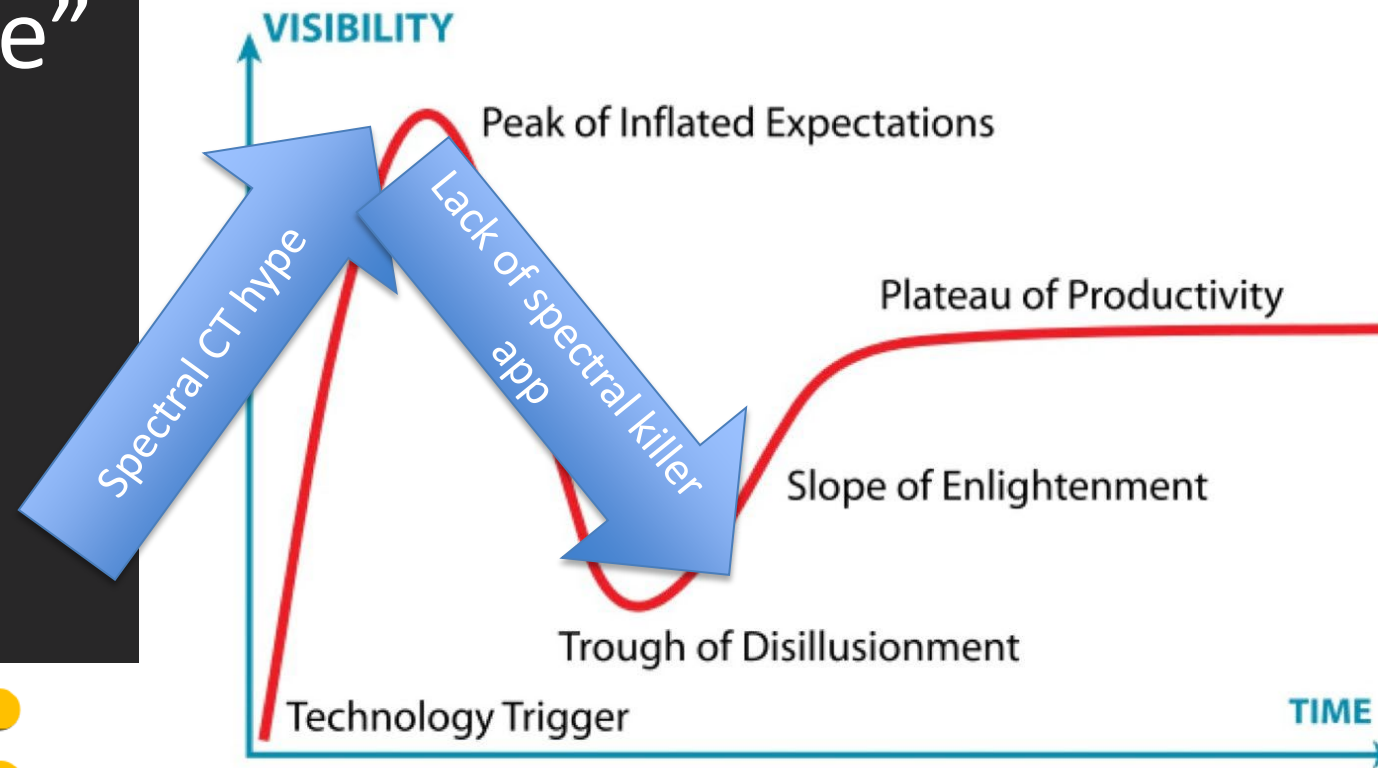 e”
VISIBILITY
Peak of Inflated Expectations
Spectral CT hype
Lack of spectral killer
app
Plateau of Productivity
Slope of Enlightenment
Trough of Disillusionment
Technology Trigger
TIME